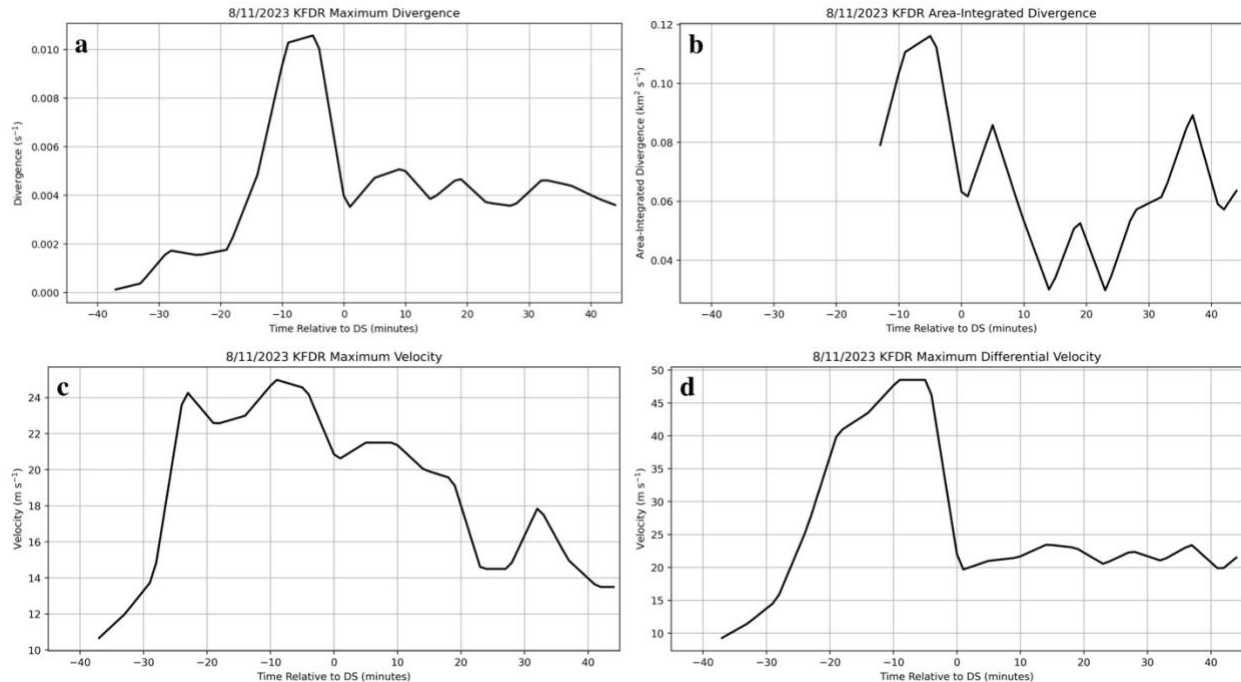 8/11/2023 KFDR Maximum Divergence
a
0.010
0.008
0.006
0.004
0.002
0.000
Divergence (s⁻¹)
−40 −30 −20 −10 0 10 20 30 40
Time Relative to DS (minutes)
8/11/2023 KFDR Area-Integrated Divergence
b
0.12
0.10
0.08
0.06
0.04
Area-Integrated Divergence (km² s⁻¹)
−40 −30 −20 −10 0 10 20 30 40
Time Relative to DS (minutes)
8/11/2023 KFDR Maximum Velocity
c
24
22
20
18
16
14
12
10
Velocity (m s⁻¹)
−40 −30 −20 −10 0 10 20 30 40
Time Relative to DS (minutes)
8/11/2023 KFDR Maximum Differential Velocity
d
50
45
40
35
30
25
20
15
10
Velocity (m s⁻¹)
−40 −30 −20 −10 0 10 20 30 40
Time Relative to DS (minutes)